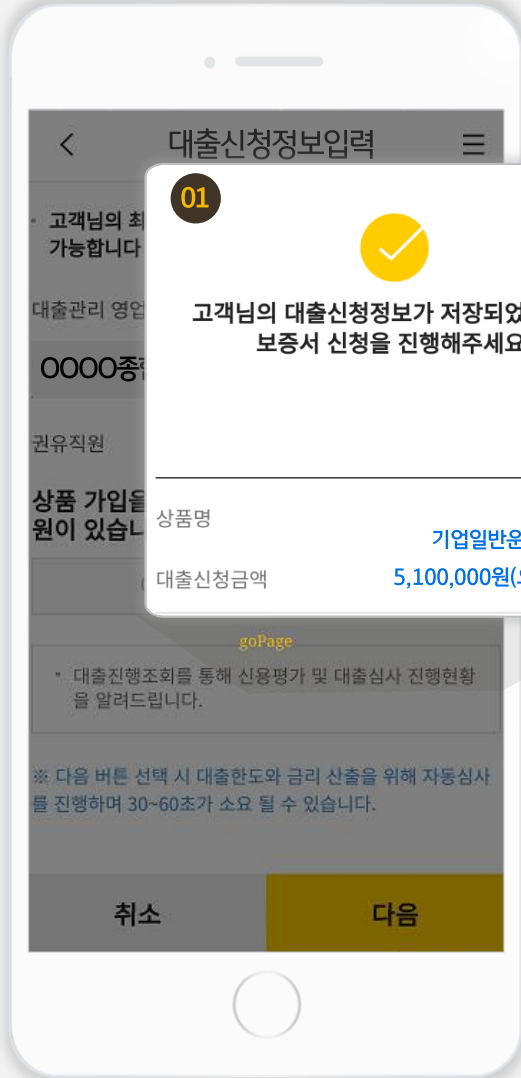 대출신청정보입력
01
고객님의 최
가능합니다
고객님의 대출신청정보가 저장되었
보증서 신청을 진행해주세요
대출관리 영업
OOOO종
권유직원
상품 가입을
원이 있습니
상품명
기업일반운
대출신청금액
5,100,000원(
goPage
• 대출진행조회를 통해 신용평가 및 대출심사 진행현황
을 알려드립니다.
※ 다음 버튼 선택 시 대출한도와 금리 산출을 위해 자동심사
를 진행하며 30~60초가 소요 될 수 있습니다.
취소
다음